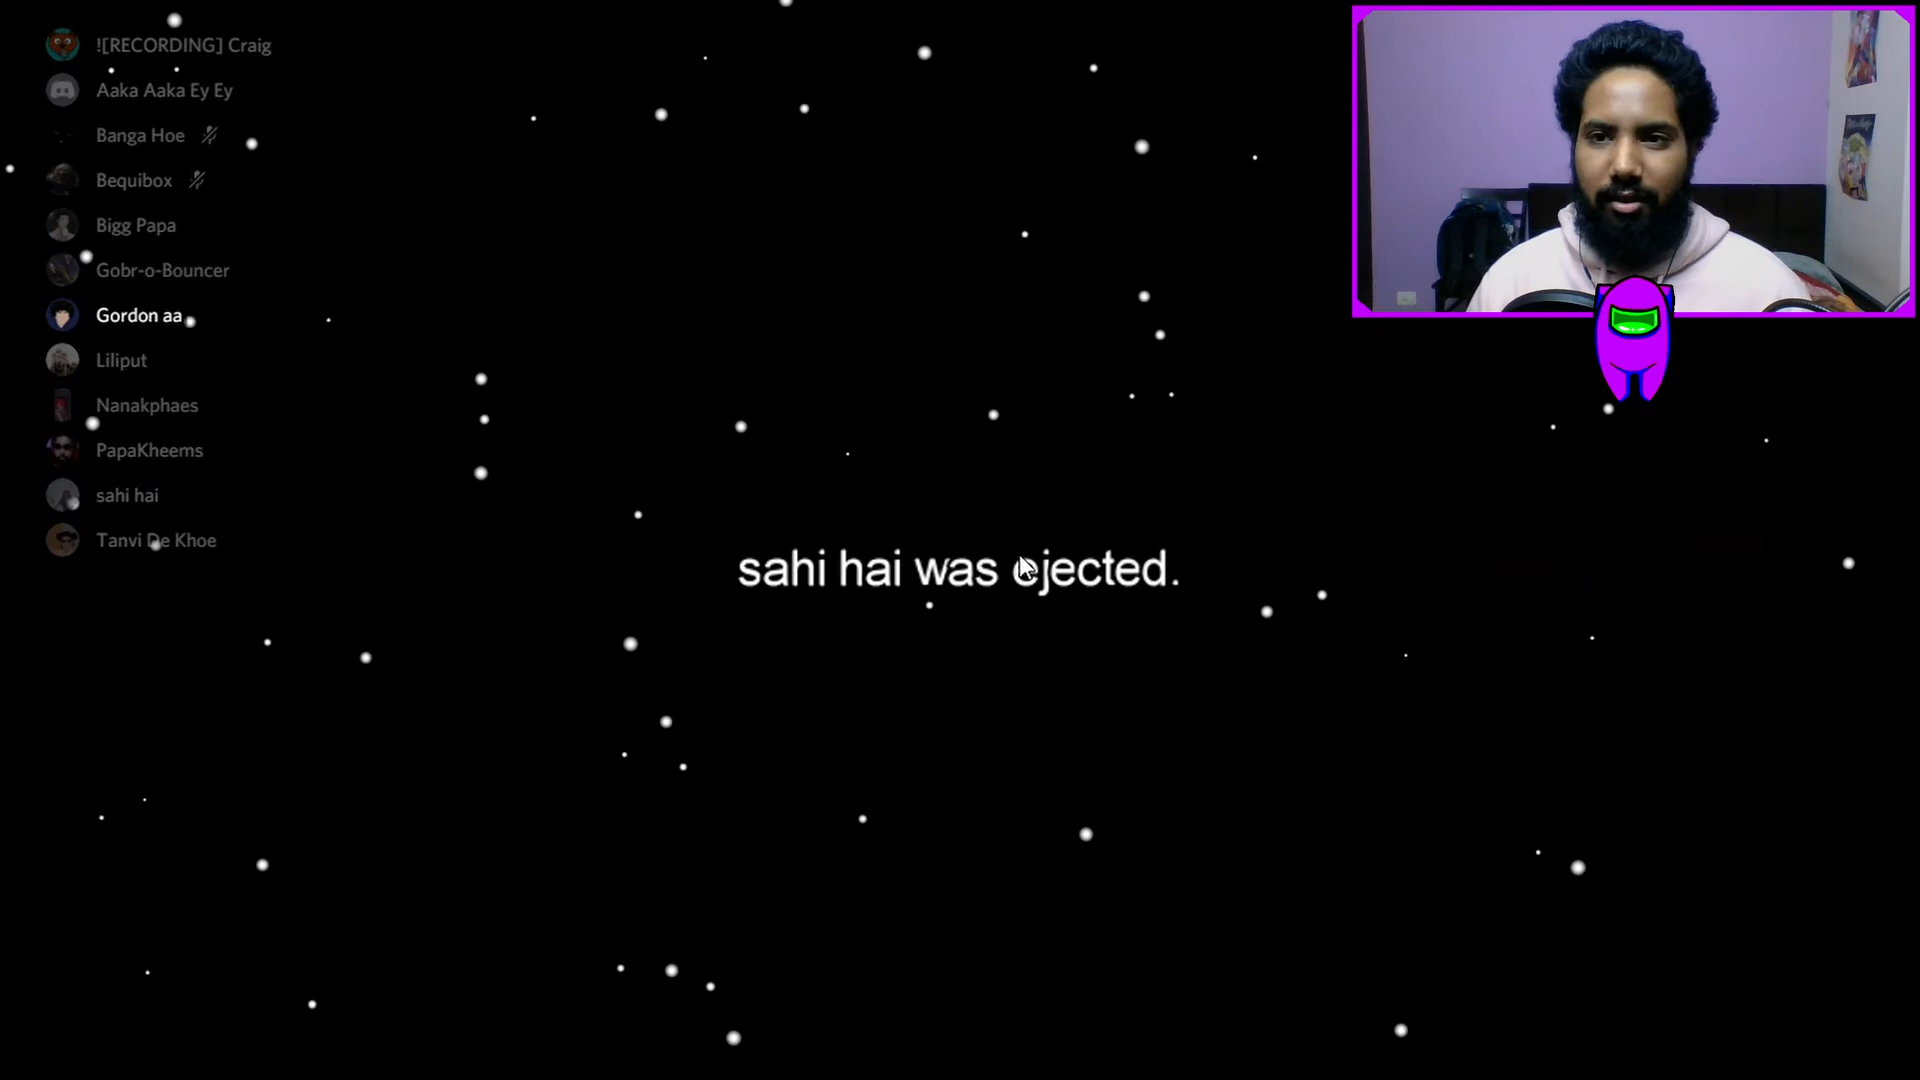 ![RECORDING] Craig
Aaka Aaka Ey Ey
Banga Hoe
Bequibox
Bigg Papa
Gobr-o-Bouncer
Gordon aa
Liliput
Nanakphaes
PapaKheems
sahi hai
Tanvi De Khoe
sahi hai was ejected.